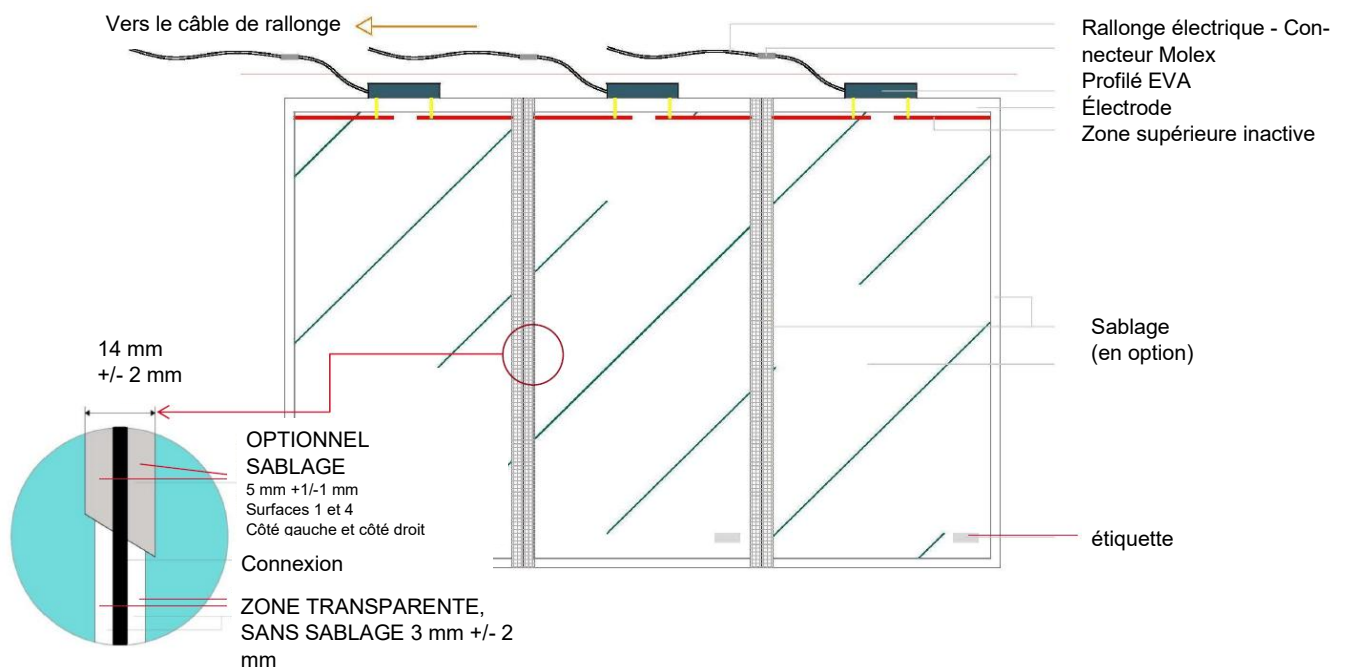 Vers le câble de rallonge
Rallonge électrique - Con-
necteur Molex
Profilé EVA
Électrode
Zone supérieure inactive
Sablage
(en option)
14 mm
+/- 2 mm
OPTIONNEL
SABLAGE
5 mm +1/-1 mm
Surfaces 1 et 4
Côté gauche et côté droit
Connexion
étiquette
ZONE TRANSPARENTE,
SANS SABLAGE 3 mm +/- 2
mm